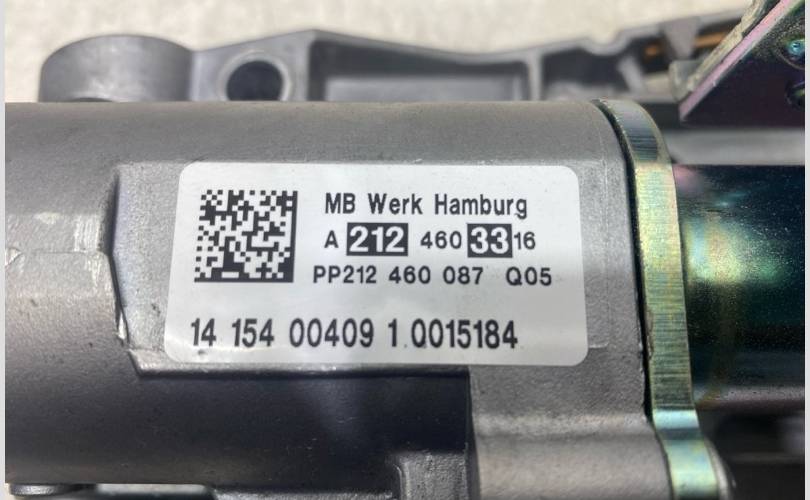 MB Werk Hamburg
A 212 460 33 16
PP212 460 087 Q05
14 154 00409 1 0015184